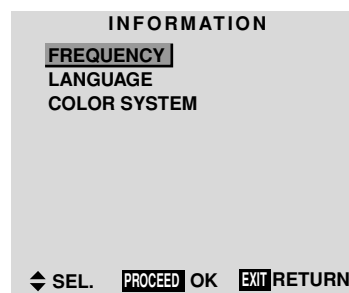 INFORMATION
FREQUENCY
LANGUAGE
COLOR SYSTEM
SEL. PROCEED OK EXIT RETURN